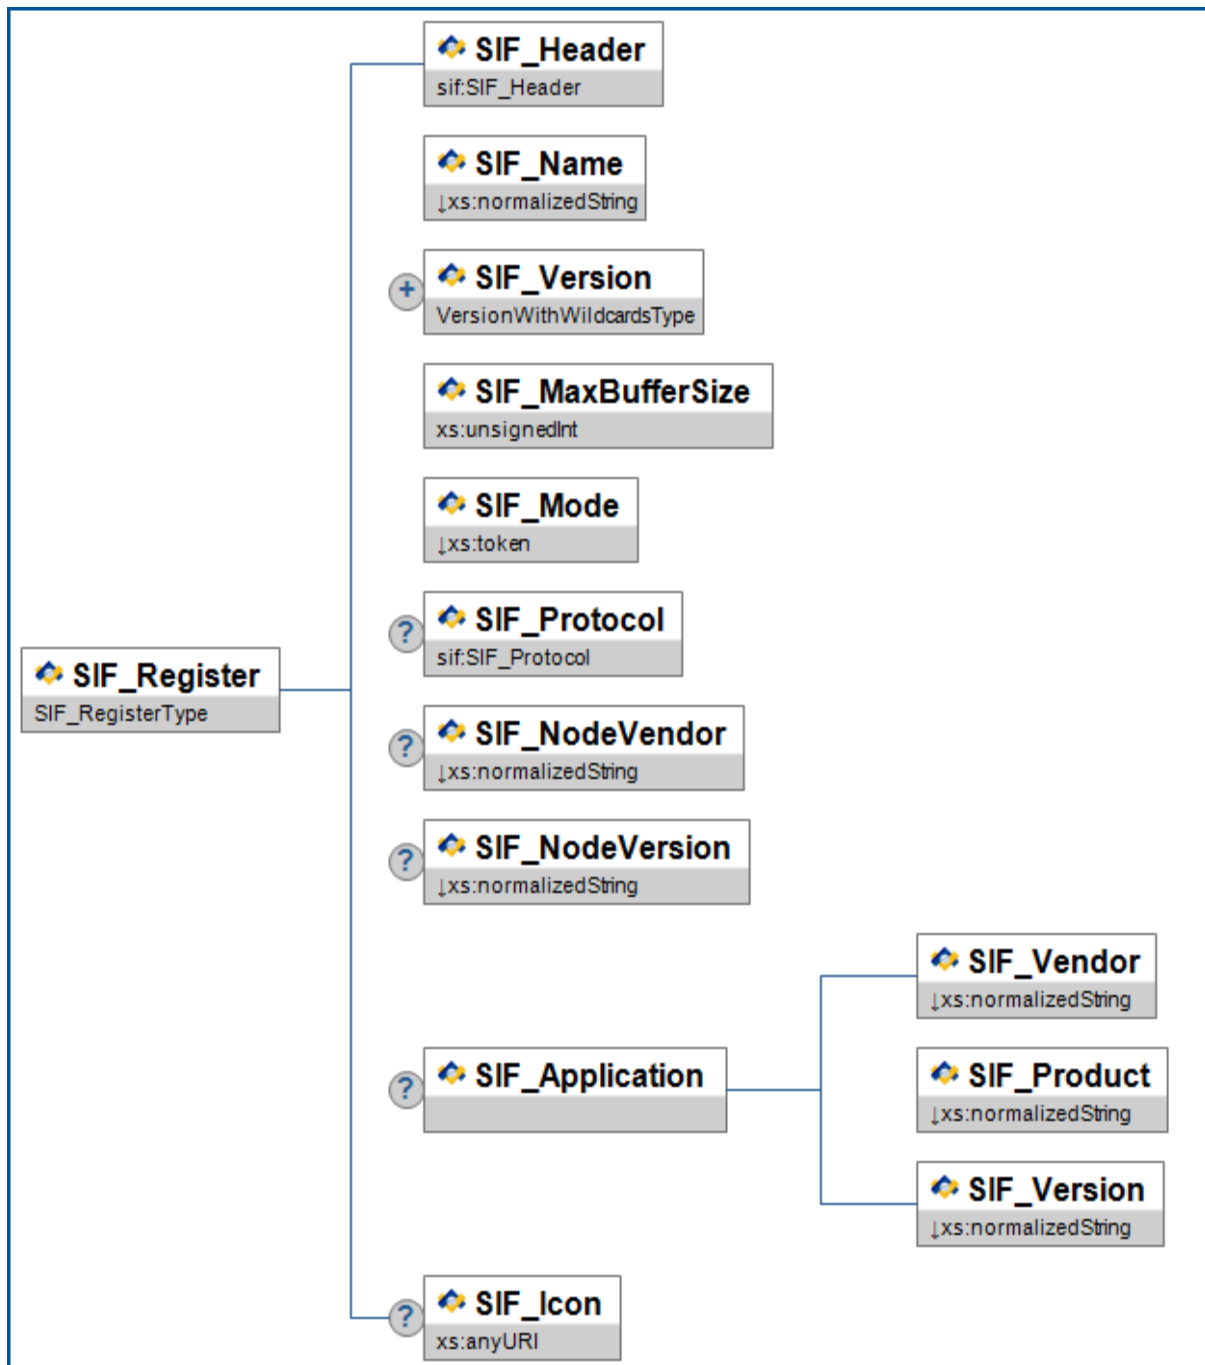 SIF_Header
sif:SIF_Header
SIF_Name
↓xs:normalizedString
+
SIF_Version
VersionWithWildcardsType
SIF_MaxBufferSize
xs:unsignedInt
SIF_Mode
↓xs:token
?
SIF_Protocol
sif:SIF_Protocol
SIF_Register
SIF_RegisterType
?
SIF_NodeVendor
↓xs:normalizedString
?
SIF_NodeVersion
↓xs:normalizedString
SIF_Vendor
↓xs:normalizedString
?
SIF_Application
SIF_Product
↓xs:normalizedString
SIF_Version
↓xs:normalizedString
?
SIF_Icon
xs:anyURI